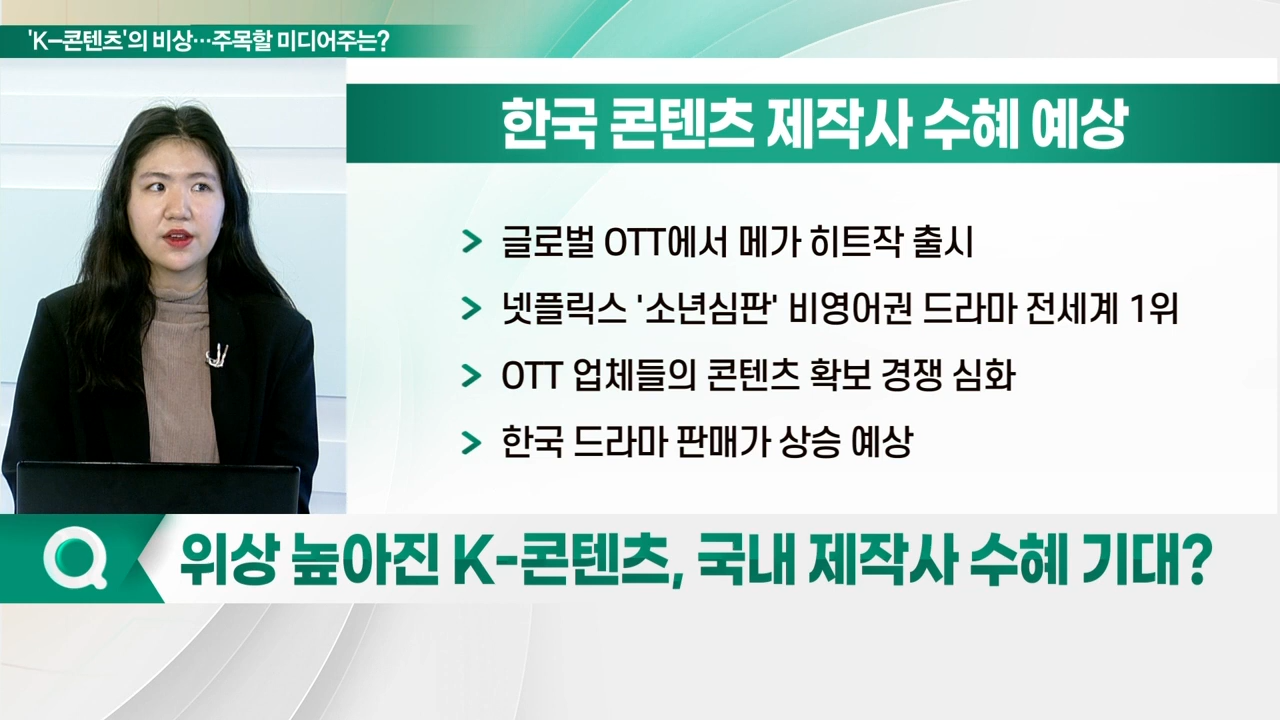 'K-콘텐츠'의 비상…주목할 미디어주는?
한국 콘텐츠 제작사 수혜 예상
> 글로벌 OTT에서 메가 히트작 출시
> 넷플릭스 '소년심판' 비영어권 드라마 전세계 1위
> OTT 업체들의 콘텐츠 확보 경쟁 심화
> 한국 드라마 판매가 상승 예상
Q 위상 높아진 K-콘텐츠, 국내 제작사 수혜 기대?